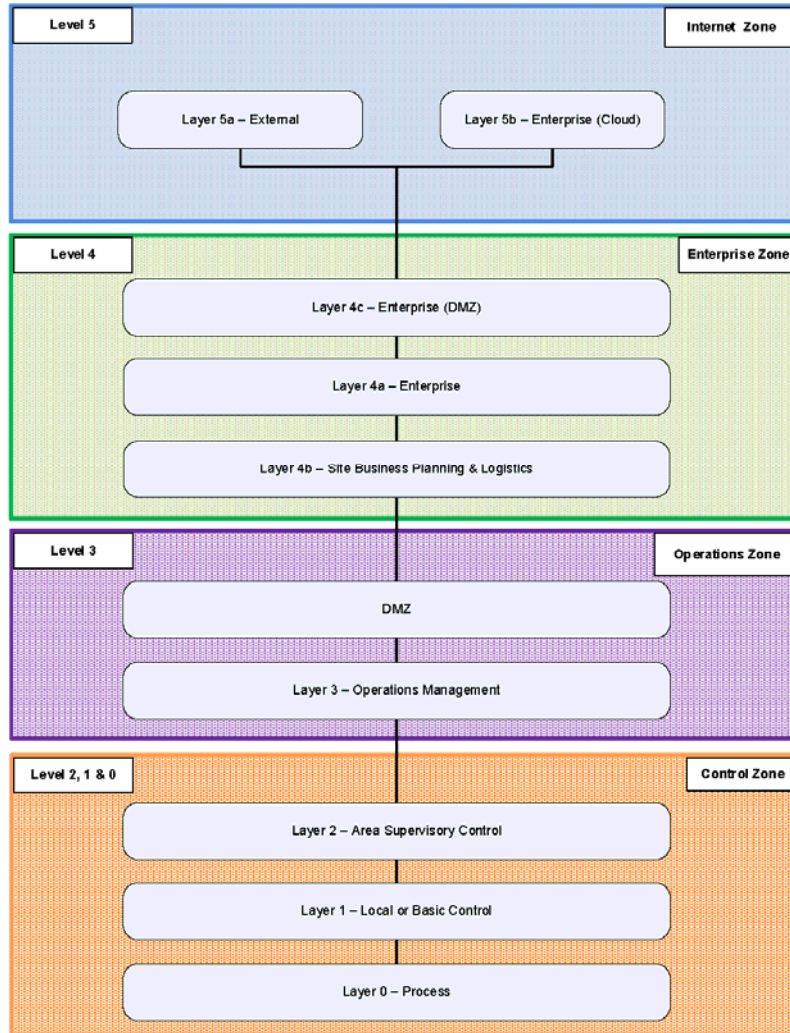 Level 5
Internet Zone
Layer 5a – External
Layer 5b – Enterprise (Cloud)
Level 4
Enterprise Zone
Layer 4c – Enterprise (DMZ)
Layer 4a – Enterprise
Layer 4b – Site Business Planning & Logistics
Level 3
Operations Zone
DMZ
Layer 3 – Operations Management
Level 2, 1 & 0
Control Zone
Layer 2 – Area Supervisory Control
Layer 1 – Local or Basic Control
Layer 0 – Process